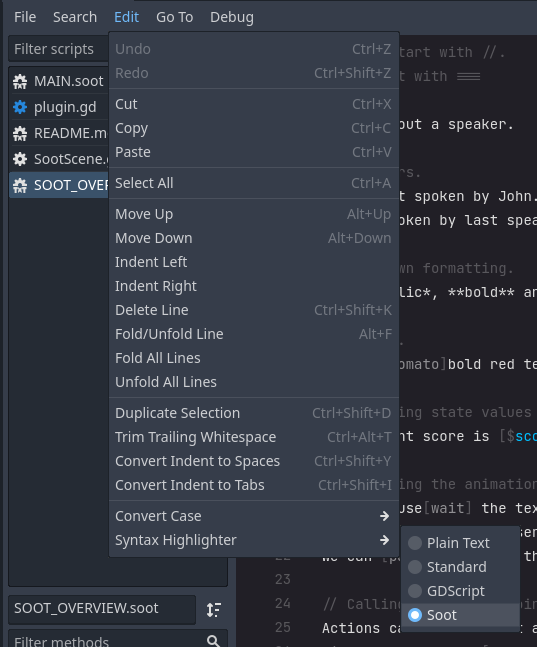 File Search Edit Go To Debug
Filter scripts
MAIN.soot
plugin.gd
README.m
SootScene.
SOOT_OVER
Undo Ctrl+Z
Redo Ctrl+Shift+Z
Cut Ctrl+X
Copy Ctrl+C
Paste Ctrl+V
Select All Ctrl+A
Move Up Alt+Up
Move Down Alt+Down
Indent Left
Indent Right
Delete Line Ctrl+Shift+K
Fold/Unfold Line Alt+F
Fold All Lines
Unfold All Lines
Duplicate Selection Ctrl+Shift+D
Trim Trailing Whitespace Ctrl+Alt+T
Convert Indent to Spaces Ctrl+Shift+Y
Convert Indent to Tabs Ctrl+Shift+I
Convert Case
Syntax Highlighter
Plain Text
Standard
GDScript
Soot
tart with //.
t with ===
out a speaker.
rs.
t spoken by John.
oken by last spea
wn formatting.
lic*, **bold** an
.
omato]bold red te
ing state values
nt score is [$sco
ing the animation
use[wait] the tex
22 We can [p
23
24 // Calling
25 Actions ca
SOOT_OVERVIEW.soot
Filter methods